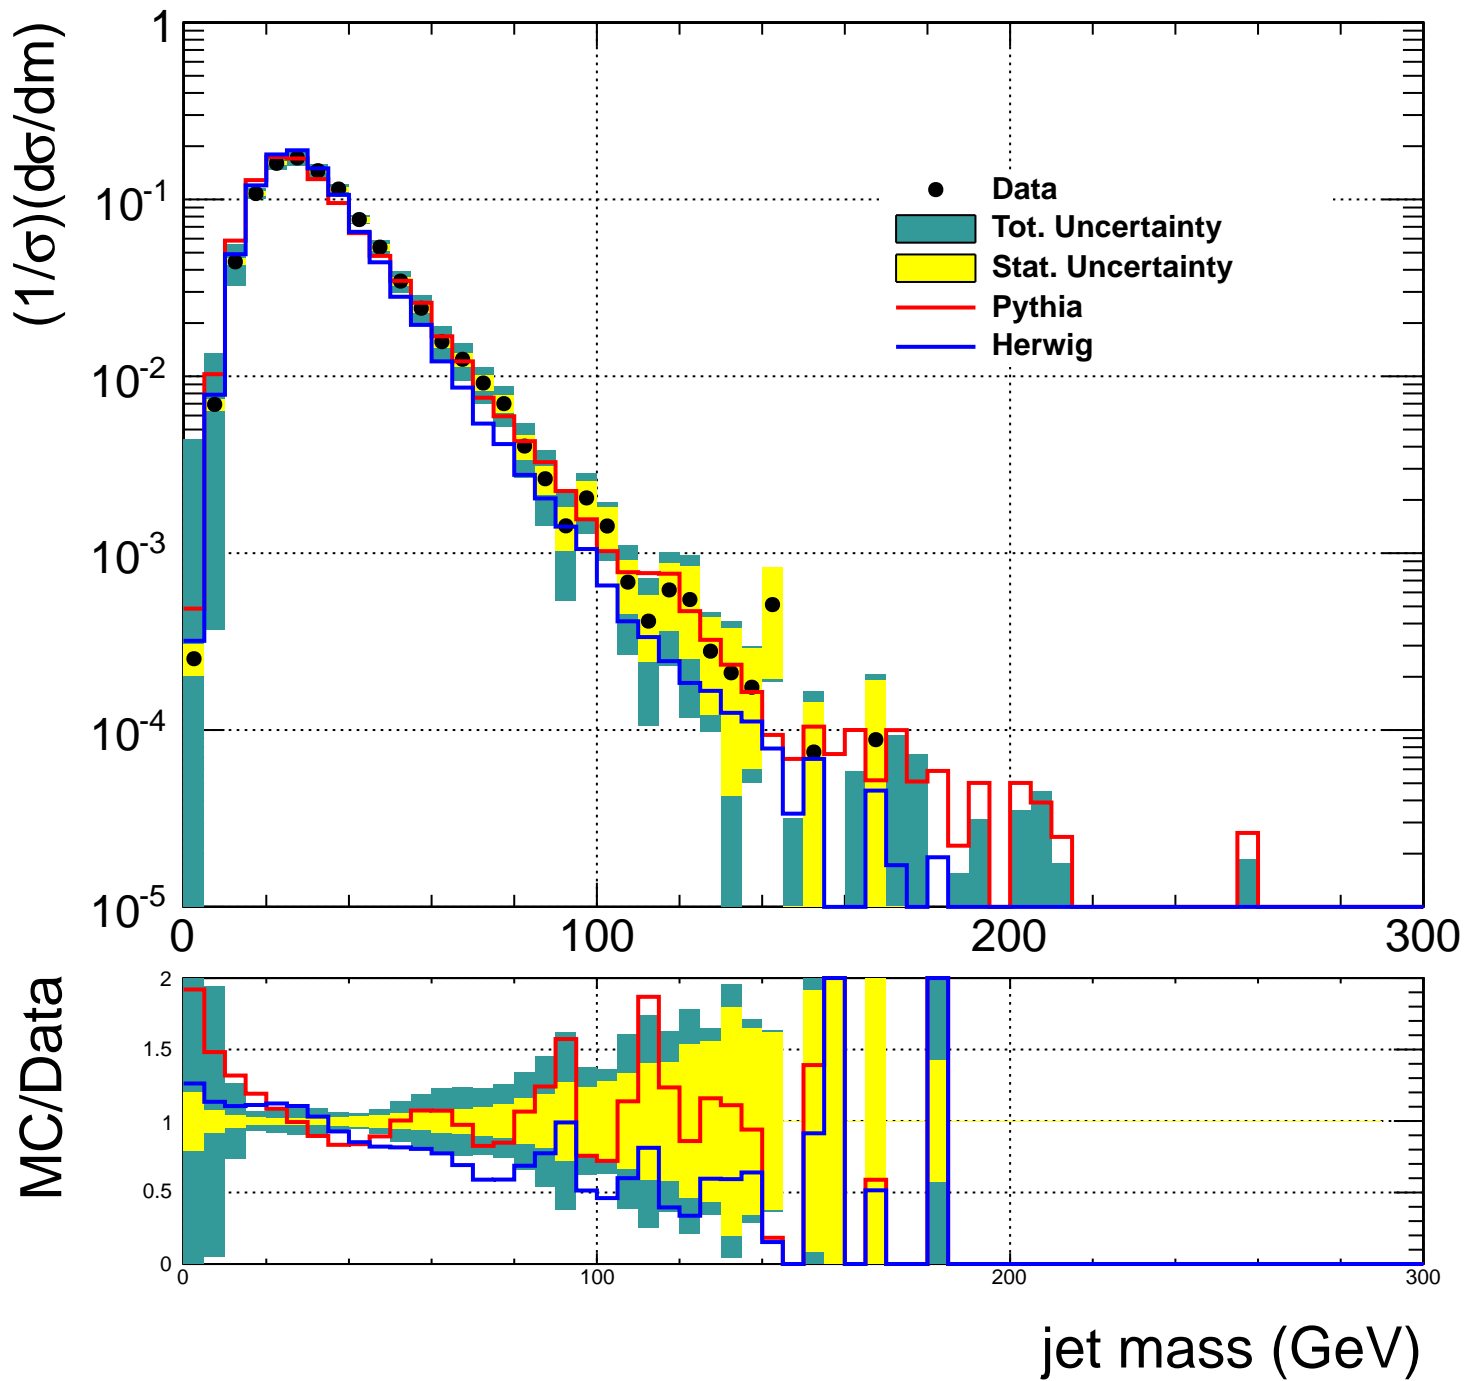 (1/σ)(dσ/dm)
1
10⁻¹
10⁻²
10⁻³
10⁻⁴
10⁻⁵
Data
Tot. Uncertainty
Stat. Uncertainty
Pythia
Herwig
0 100 200 300
MC/Data
2
1.5
1
0.5
0
0 100 200 300
jet mass (GeV)